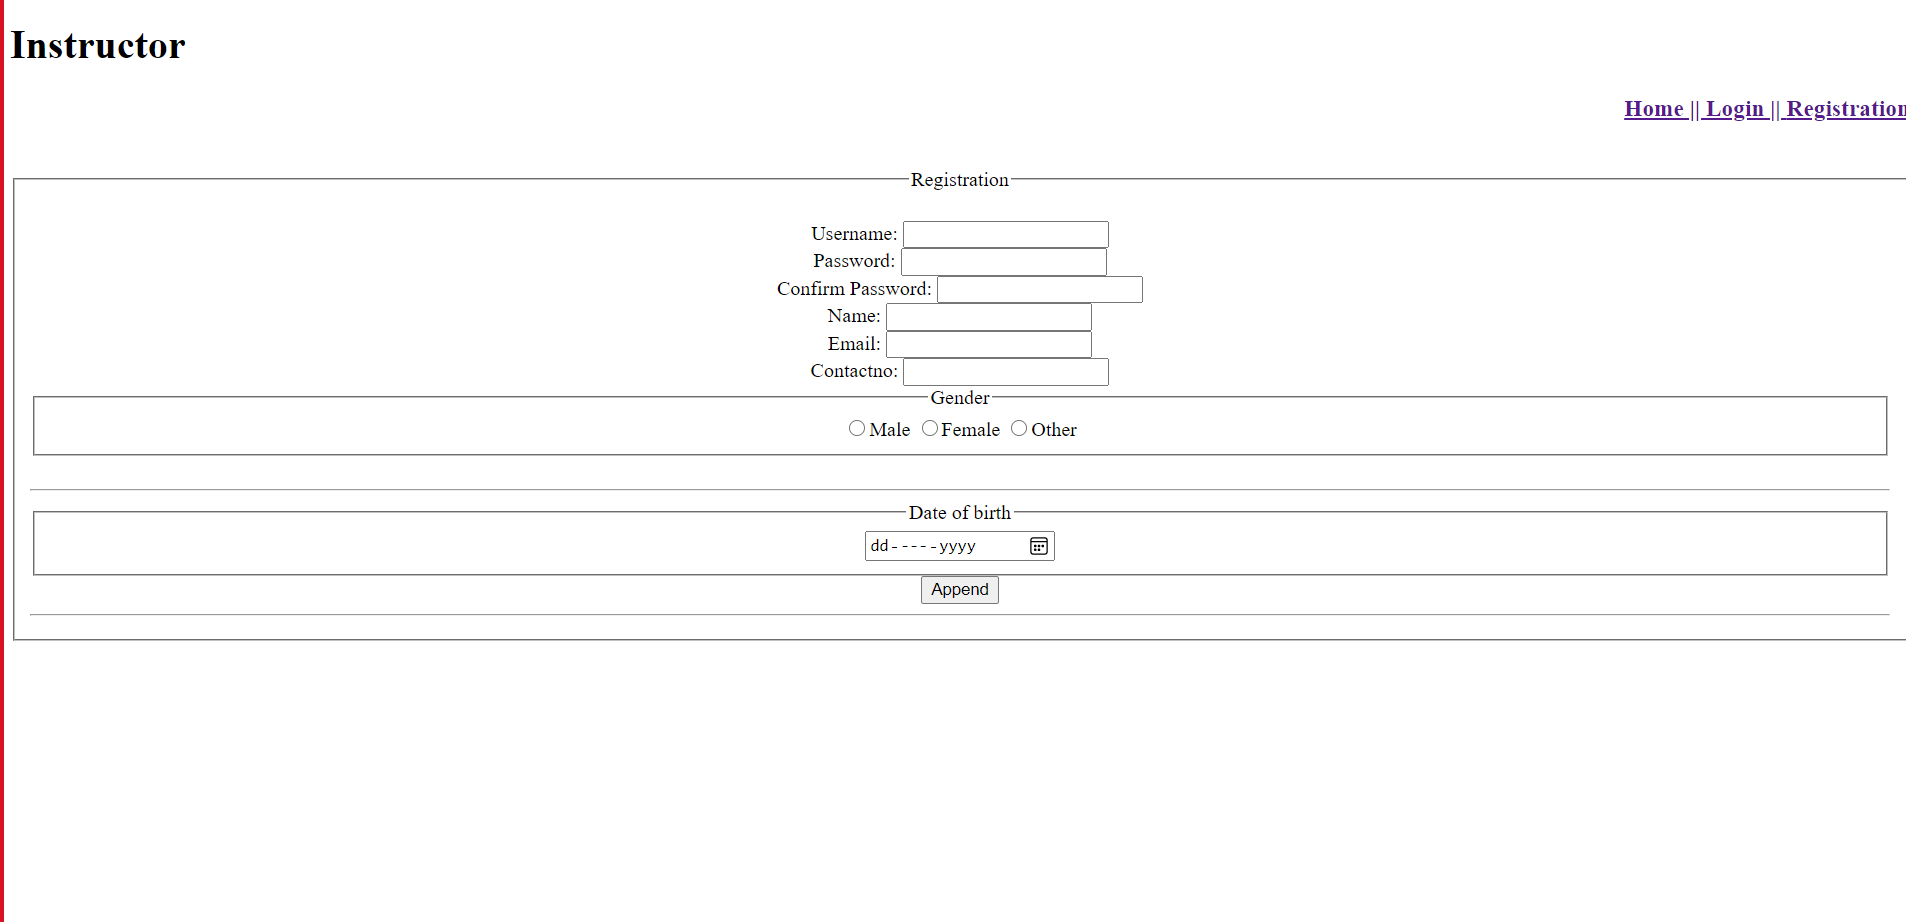 Instructor
Home || Login || Registration
Registration
Username:
Password:
Confirm Password:
Name:
Email:
Contactno:
Gender
Male Female Other
Date of birth
dd-----yyyy
Append